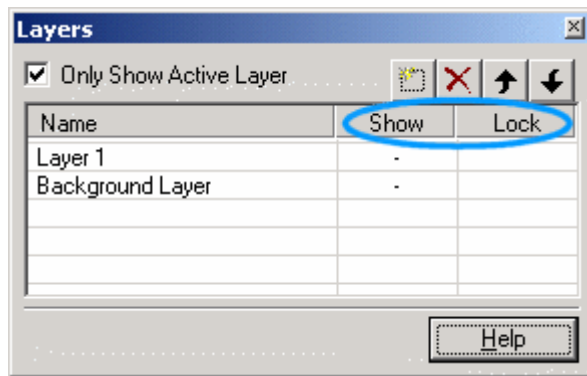 Layers
Only Show Active Layer
Name Show Lock
Layer 1 -
Background Layer -
Help